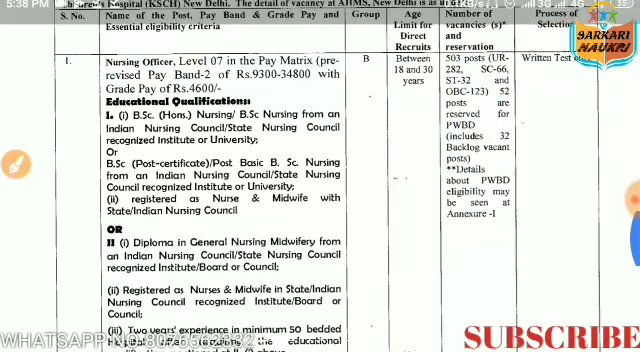 5:38 PM
ldren's Hospital (KSCH) New Delhi. The detail of vacancy at AIIMS, New Delhi is as under
S. No. Name of the Post, Pay Band & Grade Pay and Essential eligibility criteria Group Age Limit for Direct Recruits Number of vacancies (s)* and reservation Process of Selection
SARKARI
NAUKRI
1. Nursing Officer, Level 07 in the Pay Matrix (pre- B Between 503 posts (UR- Written Test
revised Pay Band-2 of Rs.9300-34800 with 18 and 30 282, SC-66,
Grade Pay of Rs.4600/- years ST-32 and
Educational Qualifications: OBC-123) 52
I. (i) B.Sc. (Hons.) Nursing/ B.Sc Nursing from an posts are
Indian Nursing Council/State Nursing Council reserved for
recognized Institute or University; PWBD
Or (includes 32
B.Sc (Post-certificate)/Post Basic B. Sc. Nursing Backlog vacant
from an Indian Nursing Council/State Nursing posts)
Council recognized Institute or University; **Details
(ii) registered as Nurse & Midwife with about PWBD
State/Indian Nursing Council eligibility may
OR be seen at
II (i) Diploma in General Nursing Midwifery from Annexure -I
an Indian Nursing Council/State Nursing Council
recognized Institute/Board or Council;
(ii) Registered as Nurses & Midwife in State/Indian
Nursing Council recognized Institute/Board or
Council;
(iii) Two years' experience in minimum 50 bedded
WHATSAPP NO
the educational
SUBSCRIBE